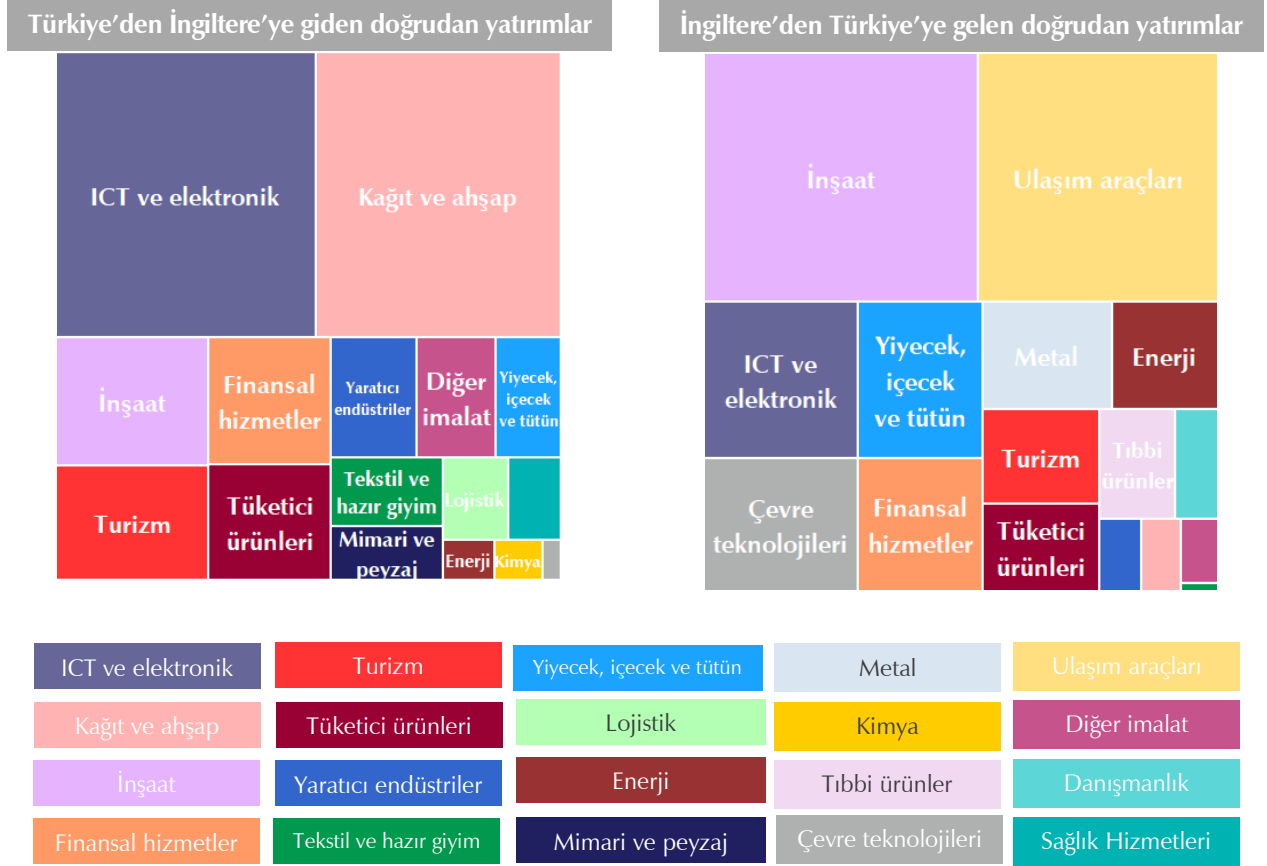 Türkiye’den İngiltere’ye giden doğrudan yatırımlar
İngiltere’den Türkiye’ye gelen doğrudan yatırımlar
ICT ve elektronik
Kağıt ve ahşap
İnşaat
Finansal
hizmetler
Yaratıcı
endüstriler
Diğer
imalat
Yiyecek,
içecek
ve tütün
Turizm
Tüketici
ürünleri
Tekstil ve
hazır giyim
Lojistik
Mimari ve
peyzaj
Enerji
Kimya
İnşaat
Ulaşım araçları
ICT ve
elektronik
Yiyecek,
içecek
ve tütün
Metal
Enerji
Çevre
teknolojileri
Finansal
hizmetler
Turizm
Tıbbi
ürünler
Tüketici
ürünleri
ICT ve elektronik
Turizm
Yiyecek, içecek ve tütün
Metal
Ulaşım araçları
Kağıt ve ahşap
Tüketici ürünleri
Lojistik
Kimya
Diğer imalat
İnşaat
Yaratıcı endüstriler
Enerji
Tıbbi ürünler
Danışmanlık
Finansal hizmetler
Tekstil ve hazır giyim
Mimari ve peyzaj
Çevre teknolojileri
Sağlık Hizmetleri